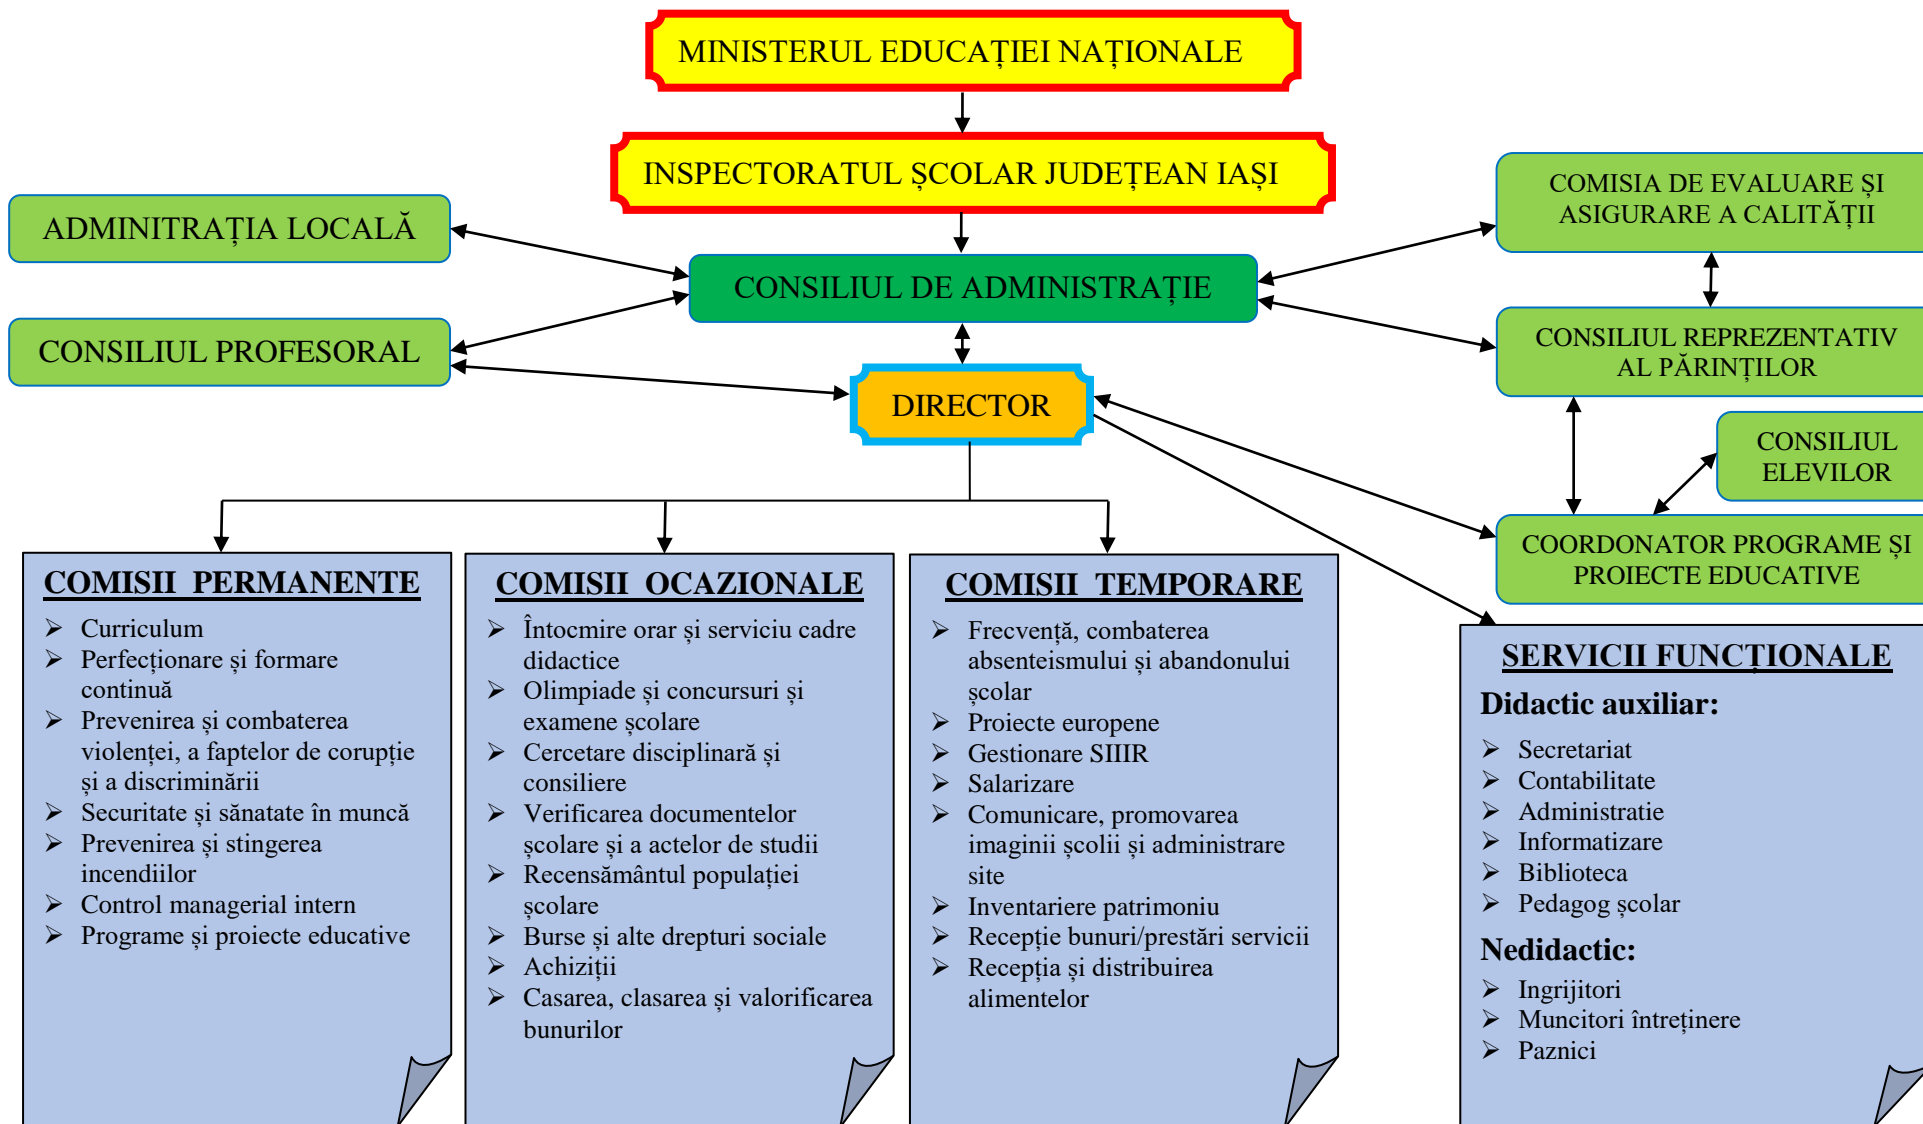 MINISTERUL EDUCAȚIEI NAȚIONALE
INSPECTORATUL ȘCOLAR JUDEȚEAN IAȘI
ADMINITRAȚIA LOCALĂ
CONSILIUL PROFESORAL
CONSILIUL DE ADMINISTRAȚIE
DIRECTOR
COMISIA DE EVALUARE ȘI
ASIGURARE A CALITĂȚII
CONSILIUL REPREZENTATIV
AL PĂRINȚILOR
CONSILIUL
ELEVILOR
COORDONATOR PROGRAME ȘI
PROIECTE EDUCATIVE
COMISII PERMANENTE
➢ Curriculum
➢ Perfecționare și formare
continuă
➢ Prevenirea și combaterea
violenței, a faptelor de corupție
și a discriminării
➢ Securitate și sănatate în muncă
➢ Prevenirea și stingerea
incendiilor
➢ Control managerial intern
➢ Programe și proiecte educative
COMISII OCAZIONALE
➢ Întocmire orar și serviciu cadre
didactice
➢ Olimpiade și concursuri și
examene școlare
➢ Cercetare disciplinară și
consiliere
➢ Verificarea documentelor
școlare și a actelor de studii
➢ Recensământul populației
școlare
➢ Burse și alte drepturi sociale
➢ Achiziții
➢ Casarea, clasarea și valorificarea
bunurilor
COMISII TEMPORARE
➢ Frecvență, combaterea
absenteismului și abandonului
școlar
➢ Proiecte europene
➢ Gestionare SIIIR
➢ Salarizare
➢ Comunicare, promovarea
imaginii școlii și administrare
site
➢ Inventariere patrimoniu
➢ Recepție bunuri/prestări servicii
➢ Recepția și distribuirea
alimentelor
SERVICII FUNCȚIONALE
Didactic auxiliar:
➢ Secretariat
➢ Contabilitate
➢ Administratie
➢ Informatizare
➢ Biblioteca
➢ Pedagog școlar
Nedidactic:
➢ Ingrijitori
➢ Muncitori întreținere
➢ Paznici